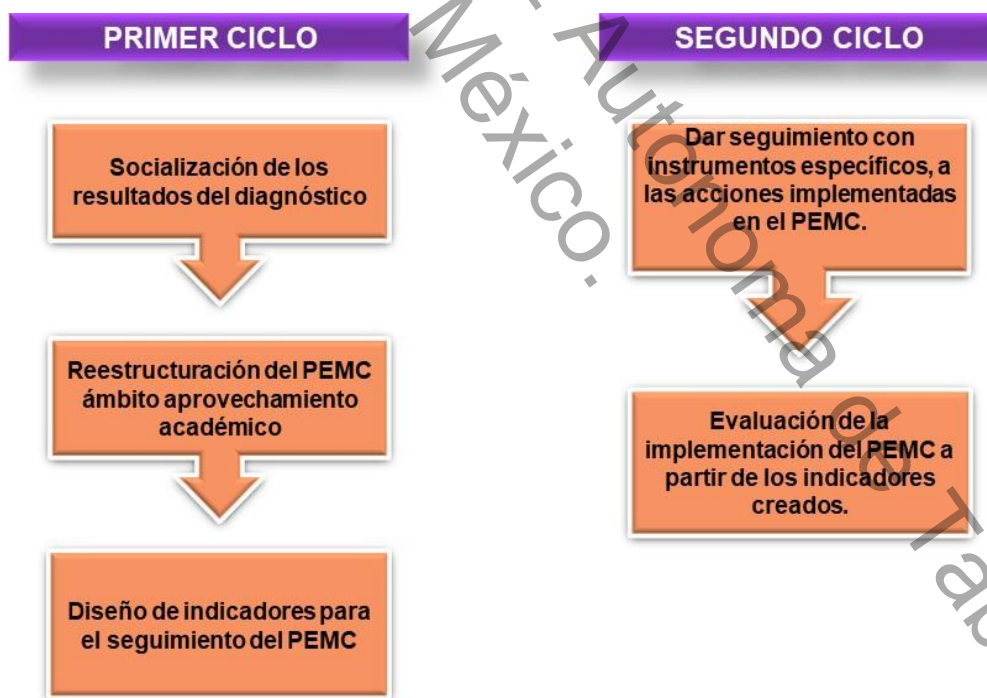 PRIMER CICLO
Socialización de los
resultados del diagnóstico
Reestructuración del PEMC
ámbito aprovechamiento
académico
Diseño de indicadores para
el seguimiento del PEMC
SEGUNDO CICLO
Dar seguimiento con
instrumentos específicos, a
las acciones implementadas
en el PEMC.
Evaluación de la
implementación del PEMC a
partir de los indicadores
creados.
Autónoma de
México.